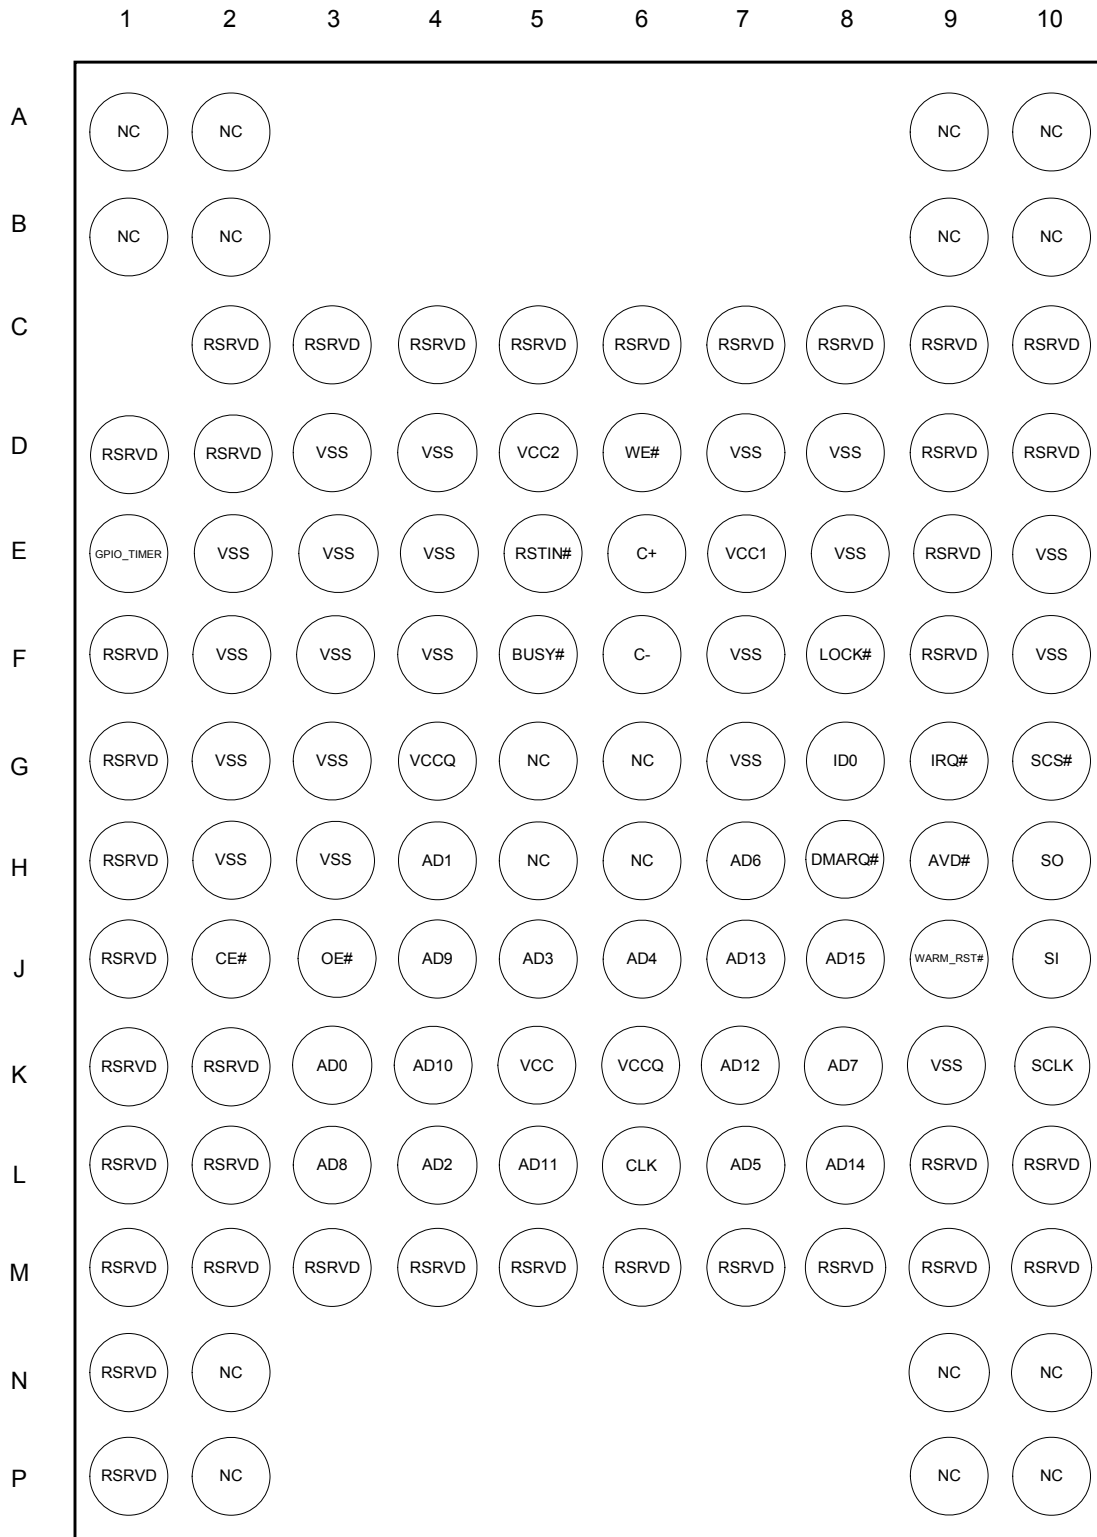 1 2 3 4 5 6 7 8 9 10
A NC NC NC NC
B NC NC NC NC
C RSRVD RSRVD RSRVD RSRVD RSRVD RSRVD RSRVD RSRVD RSRVD
D RSRVD RSRVD VSS VSS VCC2 WE# VSS VSS RSRVD RSRVD
E GPIO_TIMER VSS VSS VSS RSTIN# C+ VCC1 VSS RSRVD VSS
F RSRVD VSS VSS VSS BUSY# C- VSS LOCK# RSRVD VSS
G RSRVD VSS VSS VCCQ NC NC VSS ID0 IRQ# SCS#
H RSRVD VSS VSS AD1 NC NC AD6 DMARQ# AVD# SO
J RSRVD CE# OE# AD9 AD3 AD4 AD13 AD15 WARM_RST# SI
K RSRVD RSRVD AD0 AD10 VCC VCCQ AD12 AD7 VSS SCLK
L RSRVD RSRVD AD8 AD2 AD11 CLK AD5 AD14 RSRVD RSRVD
M RSRVD RSRVD RSRVD RSRVD RSRVD RSRVD RSRVD RSRVD RSRVD RSRVD
N RSRVD NC NC NC
P RSRVD NC NC NC